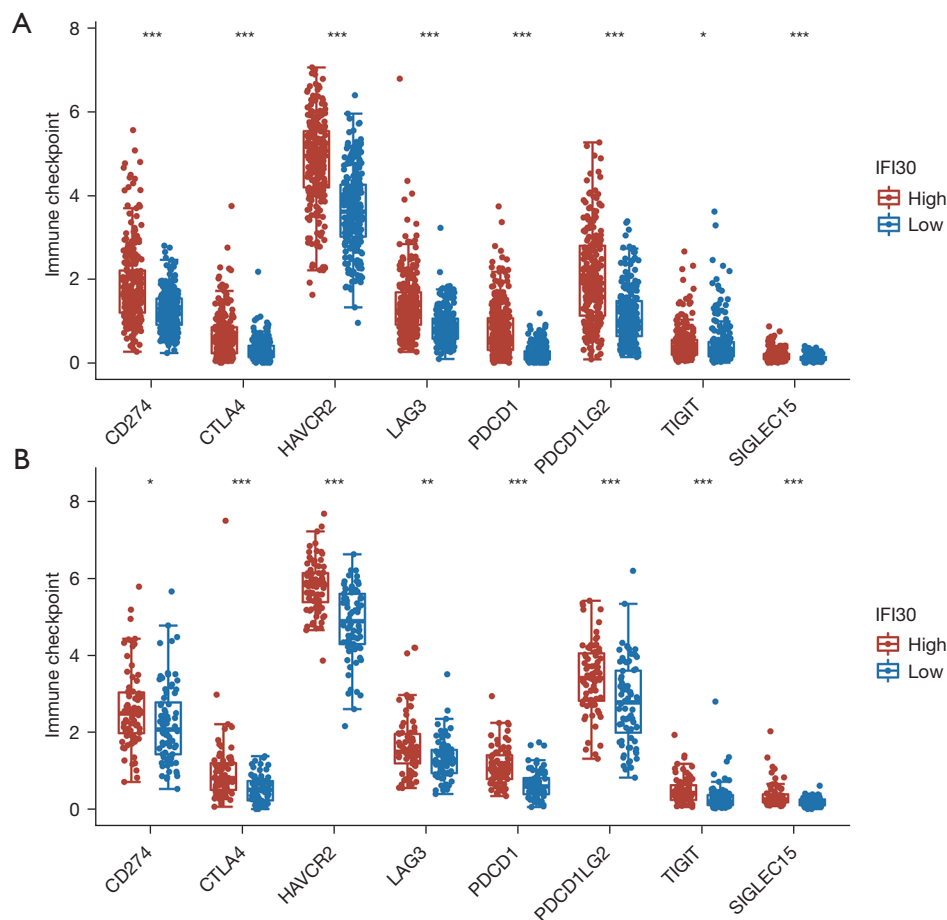 A
*** *** *** *** *** *** * ***
Immune checkpoint
8
6
4
2
0
CD274 CTLA4 HAVCR2 LAG3 PDCD1 PDCD1LG2 TIGIT SIGLEC15
IFI30
High
Low
B
* *** *** ** *** *** *** ***
Immune checkpoint
8
6
4
2
0
CD274 CTLA4 HAVCR2 LAG3 PDCD1 PDCD1LG2 TIGIT SIGLEC15
IFI30
High
Low